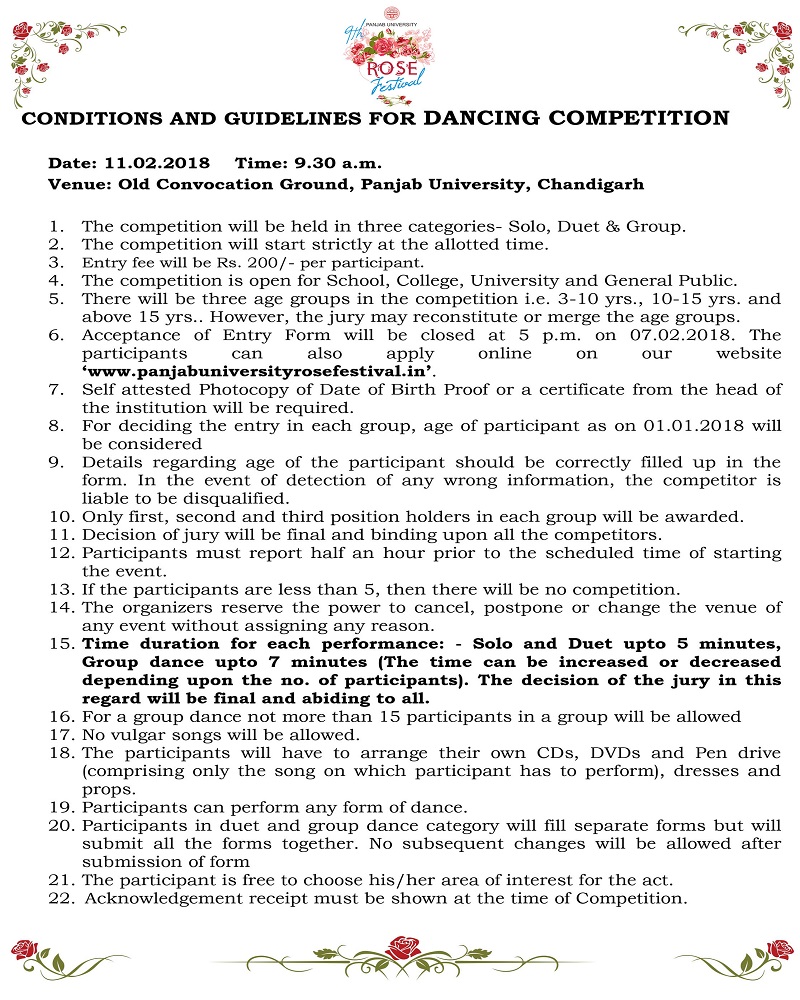 PANJAB UNIVERSITY
9th
ROSE
Festival
CONDITIONS AND GUIDELINES FOR DANCING COMPETITION
Date: 11.02.2018 Time: 9.30 a.m.
Venue: Old Convocation Ground, Panjab University, Chandigarh
1. The competition will be held in three categories- Solo, Duet & Group.
2. The competition will start strictly at the allotted time.
3. Entry fee will be Rs. 200/- per participant.
4. The competition is open for School, College, University and General Public.
5. There will be three age groups in the competition i.e. 3-10 yrs., 10-15 yrs. and
above 15 yrs.. However, the jury may reconstitute or merge the age groups.
6. Acceptance of Entry Form will be closed at 5 p.m. on 07.02.2018. The
participants can also apply online on our website
‘www.panjabuniversityrosefestival.in’.
7. Self attested Photocopy of Date of Birth Proof or a certificate from the head of
the institution will be required.
8. For deciding the entry in each group, age of participant as on 01.01.2018 will
be considered
9. Details regarding age of the participant should be correctly filled up in the
form. In the event of detection of any wrong information, the competitor is
liable to be disqualified.
10. Only first, second and third position holders in each group will be awarded.
11. Decision of jury will be final and binding upon all the competitors.
12. Participants must report half an hour prior to the scheduled time of starting
the event.
13. If the participants are less than 5, then there will be no competition.
14. The organizers reserve the power to cancel, postpone or change the venue of
any event without assigning any reason.
15. Time duration for each performance: - Solo and Duet upto 5 minutes,
Group dance upto 7 minutes (The time can be increased or decreased
depending upon the no. of participants). The decision of the jury in this
regard will be final and abiding to all.
16. For a group dance not more than 15 participants in a group will be allowed
17. No vulgar songs will be allowed.
18. The participants will have to arrange their own CDs, DVDs and Pen drive
(comprising only the song on which participant has to perform), dresses and
props.
19. Participants can perform any form of dance.
20. Participants in duet and group dance category will fill separate forms but will
submit all the forms together. No subsequent changes will be allowed after
submission of form
21. The participant is free to choose his/her area of interest for the act.
22. Acknowledgement receipt must be shown at the time of Competition.